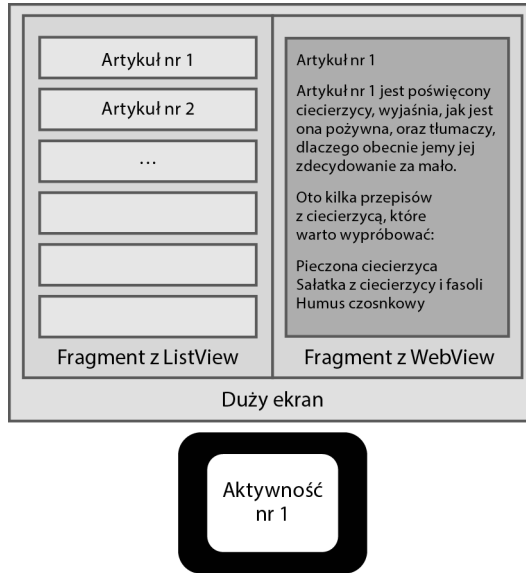 Artykuł nr 1
Artykuł nr 2
...
Fragment z ListView
Artykuł nr 1
Artykuł nr 1 jest poświęcony
ciecierzycy, wyjaśnia, jak jest
ona pożywna, oraz tłumaczy,
dlaczego obecnie jemy jej
zdecydowanie za mało.
Oto kilka przepisów
z ciecierzycą, które
warto wypróbować:
Pieczona ciecierzyca
Sałatka z ciecierzycy i fasoli
Humus czosnkowy
Fragment z WebView
Duży ekran
Aktywność
nr 1